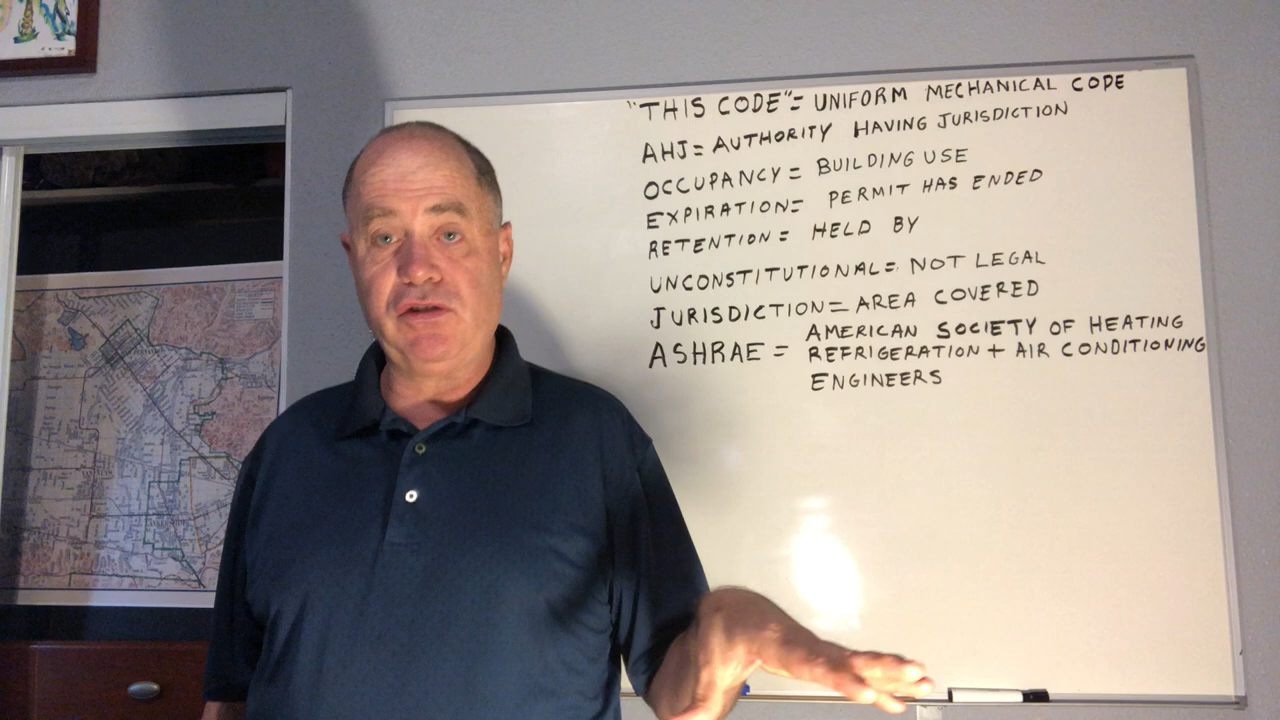 "THIS CODE"= UNIFORM MECHANICAL CODE
AHJ= AUTHORITY HAVING JURISDICTION
OCCUPANCY = BUILDING USE
EXPIRATION= PERMIT HAS ENDED
RETENTION= HELD BY
UNCONSTITUTIONAL= NOT LEGAL
JURISDICTION=AREA COVERED
ASHRAE = AMERICAN SOCIETY OF HEATING
REFRIGERATION + AIR CONDITIONING
ENGINEERS